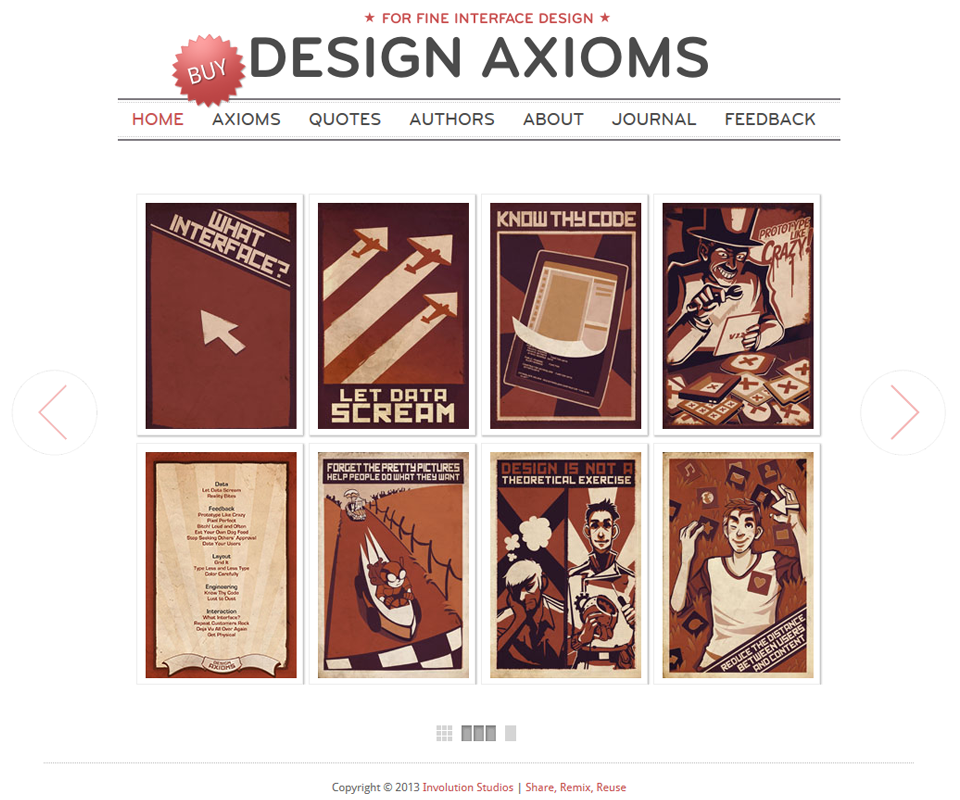 ★ FOR FINE INTERFACE DESIGN ★
BUY
DESIGN AXIOMS
HOME AXIOMS QUOTES AUTHORS ABOUT JOURNAL FEEDBACK
WHAT
INTERFACE?
LET DATA
SCREAM
KNOW THY CODE
PROTOTYPE
LIKE
CRAZY!
Data
Let Data Scream
Reality Bites
Feedback
Prototype Like Crazy
Pixel Perfect
Bitch! Loud and Often
Eat Your Own Dog Food
Stop Seeking Others' Approval
Date Your Users
Layout
Grid It
Type Less and Less Type
Color Carefully
Engineering
Know Thy Code
Lust to Dust
Interaction
What Interface?
Repeat Customers Rock
Deja Vu All Over Again
Get Physical
DESIGN
AXIOMS
FORGET THE PRETTY PICTURES
HELP PEOPLE DO WHAT THEY WANT
DESIGN IS NOT A
THEORETICAL EXERCISE
REDUCE THE DISTANCE
BETWEEN USERS
AND CONTENT
Copyright © 2013 Involution Studios | Share, Remix, Reuse